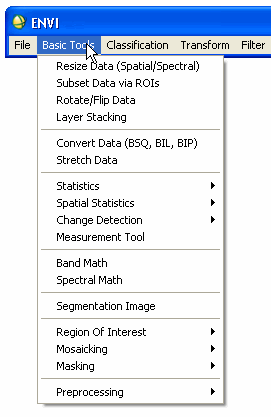 ENVI
File Basic Tools Classification Transform Filter
Resize Data (Spatial/Spectral)
Subset Data via ROIs
Rotate/Flip Data
Layer Stacking
Convert Data (BSQ, BIL, BIP)
Stretch Data
Statistics
Spatial Statistics
Change Detection
Measurement Tool
Band Math
Spectral Math
Segmentation Image
Region Of Interest
Mosaicking
Masking
Preprocessing